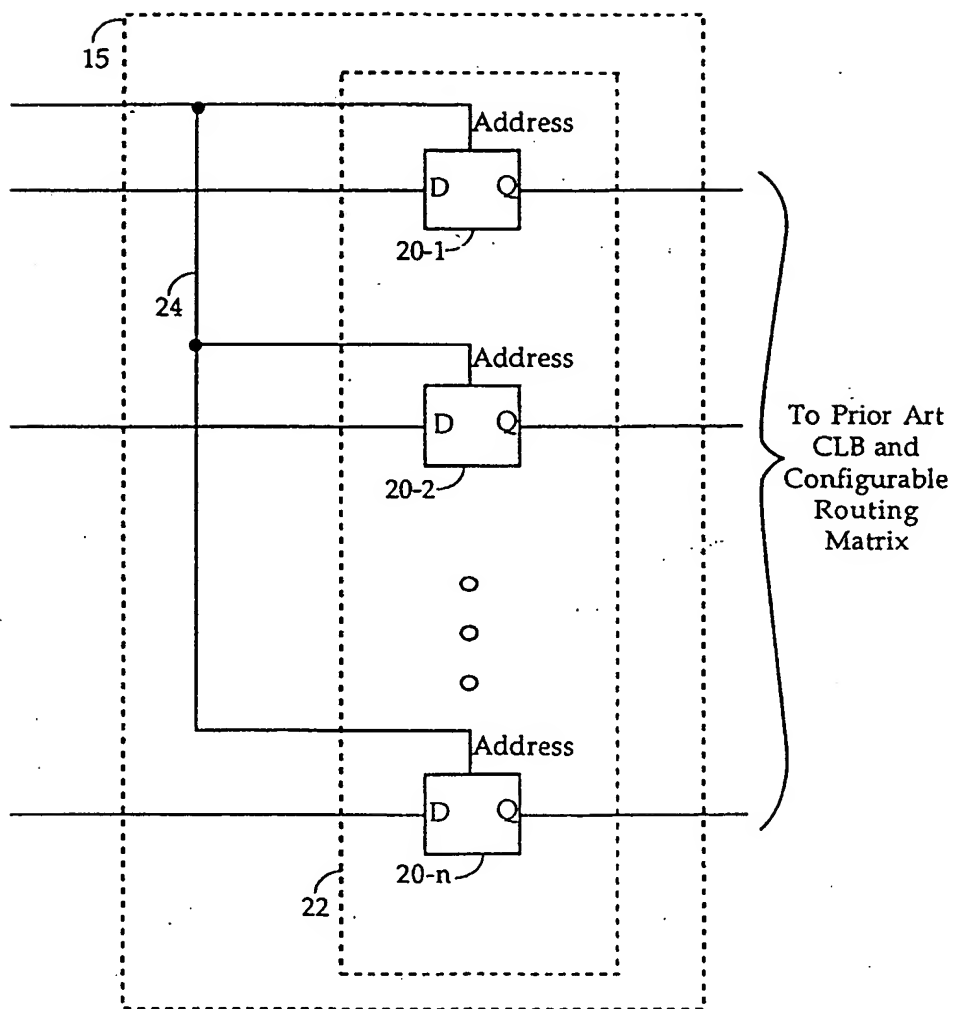 15
Address
D Q
20-1
24
Address
D Q
20-2
To Prior Art
CLB and
Configurable
Routing
Matrix
Address
D Q
20-n
22